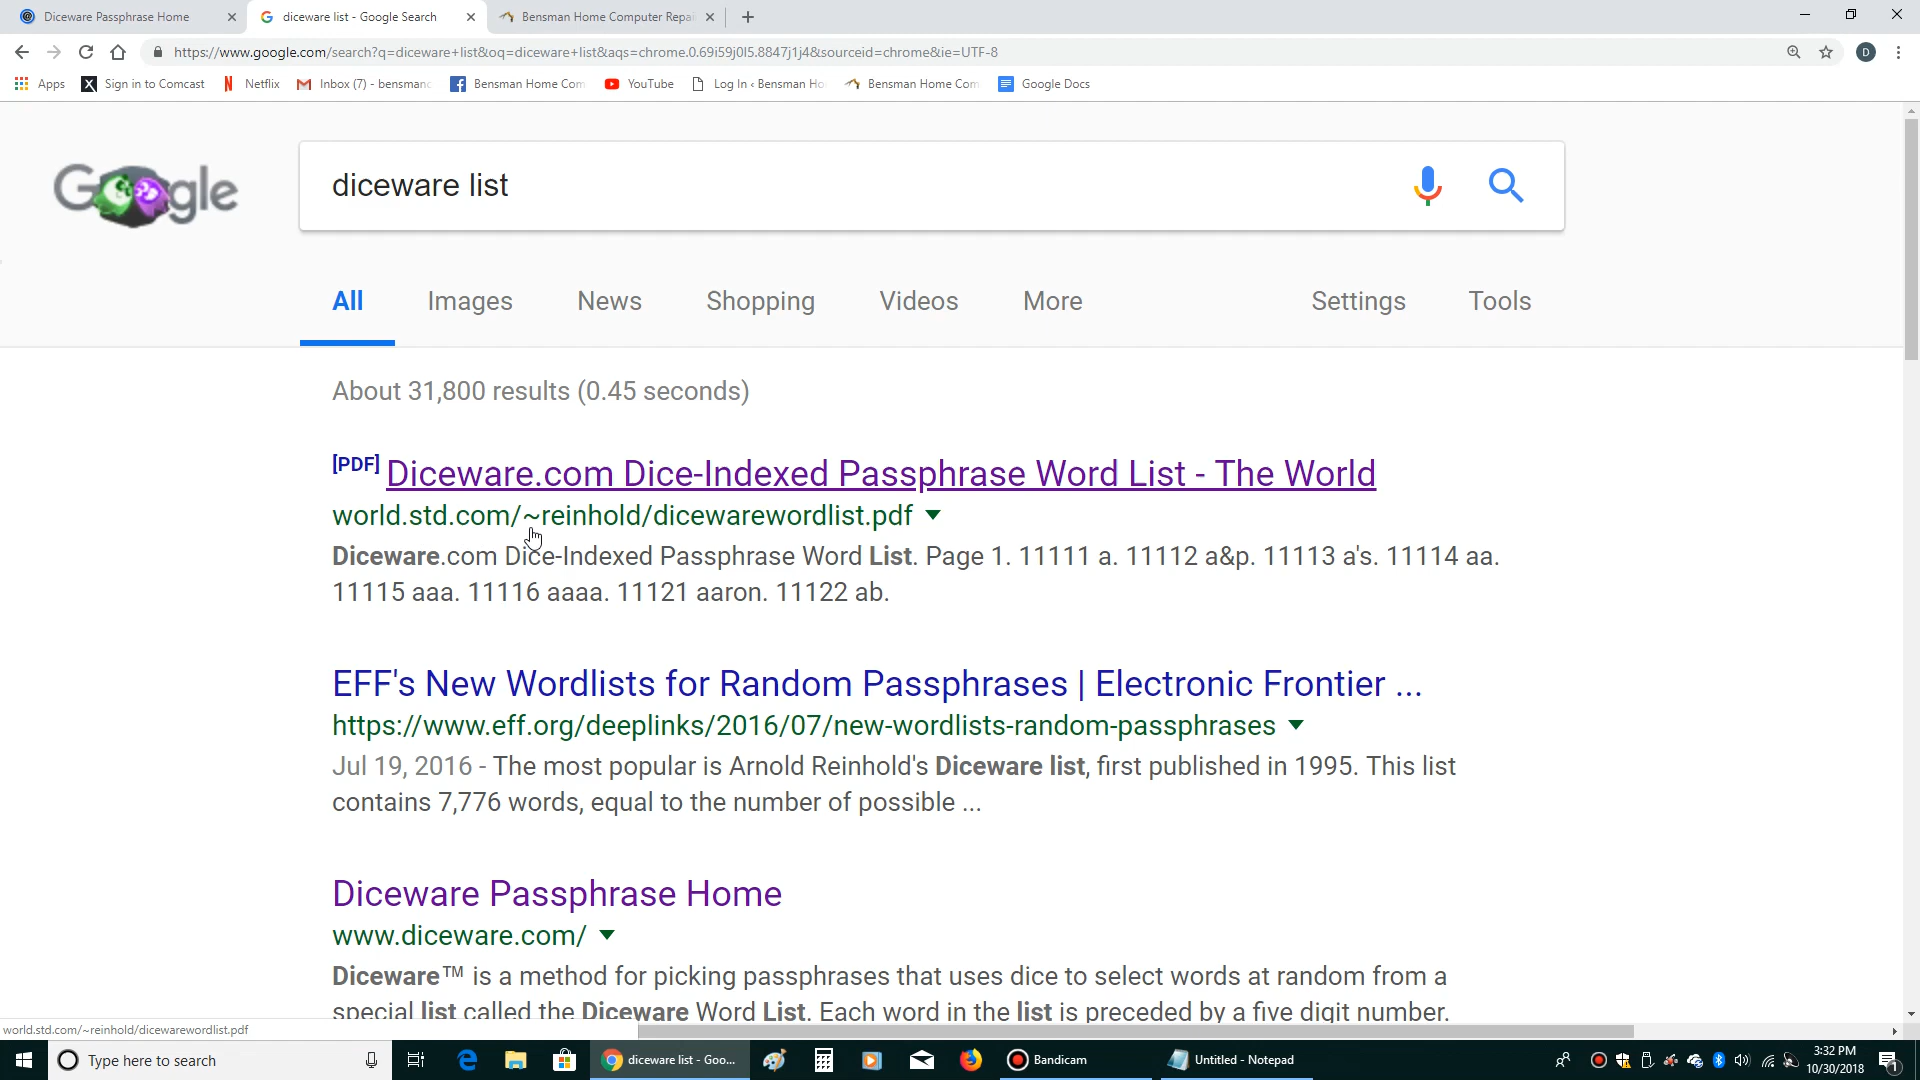 Diceware Passphrase Home
diceware list - Google Search
Bensman Home Computer Repai
https://www.google.com/search?q=diceware+list&oq=diceware+list&aqs=chrome.0.69i59j0l5.8847j1j4&sourceid=chrome&ie=UTF-8
D
Apps
Sign in to Comcast
Netflix
Inbox (7) - bensmanc
Bensman Home Com
YouTube
Log In ‹ Bensman Ho
Bensman Home Com
Google Docs
Google
diceware list
All
Images
News
Shopping
Videos
More
Settings
Tools
About 31,800 results (0.45 seconds)
[PDF] Diceware.com Dice-Indexed Passphrase Word List - The World
world.std.com/~reinhold/dicewarewordlist.pdf
Diceware.com Dice-Indexed Passphrase Word List. Page 1. 11111 a. 11112 a&p. 11113 a's. 11114 aa.
11115 aaa. 11116 aaaa. 11121 aaron. 11122 ab.
EFF's New Wordlists for Random Passphrases | Electronic Frontier ...
https://www.eff.org/deeplinks/2016/07/new-wordlists-random-passphrases
Jul 19, 2016 - The most popular is Arnold Reinhold's Diceware list, first published in 1995. This list
contains 7,776 words, equal to the number of possible ...
Diceware Passphrase Home
www.diceware.com/
Diceware™ is a method for picking passphrases that uses dice to select words at random from a
special list called the Diceware Word List. Each word in the list is preceded by a five digit number.
world.std.com/~reinhold/dicewarewordlist.pdf
Type here to search
diceware list - Goo...
Bandicam
Untitled - Notepad
3:32 PM
10/30/2018
1